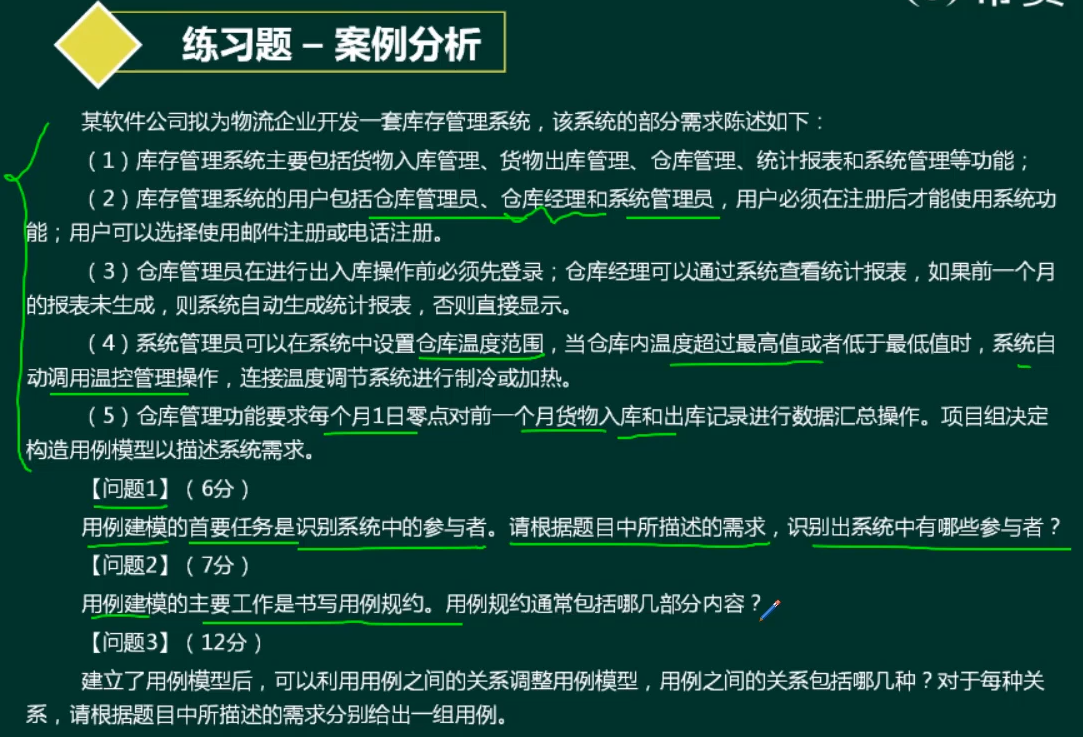 练习题 – 案例分析
某软件公司拟为物流企业开发一套库存管理系统，该系统的部分需求陈述如下：
（1）库存管理系统主要包括货物入库管理、货物出库管理、仓库管理、统计报表和系统管理等功能；
（2）库存管理系统的用户包括仓库管理员、仓库经理和系统管理员，用户必须在注册后才能使用系统功
能；用户可以选择使用邮件注册或电话注册。
（3）仓库管理员在进行出入库操作前必须先登录；仓库经理可以通过系统查看统计报表，如果前一个月
的报表未生成，则系统自动生成统计报表，否则直接显示。
（4）系统管理员可以在系统中设置仓库温度范围，当仓库内温度超过最高值或者低于最低值时，系统自
动调用温控管理操作，连接温度调节系统进行制冷或加热。
（5）仓库管理功能要求每个月1日零点对前一个月货物入库和出库记录进行数据汇总操作。项目组决定
构造用例模型以描述系统需求。
【问题1】（6分）
用例建模的首要任务是识别系统中的参与者。请根据题目中所描述的需求，识别出系统中有哪些参与者？
【问题2】（7分）
用例建模的主要工作是书写用例规约。用例规约通常包括哪几部分内容？
【问题3】（12分）
建立了用例模型后，可以利用用例之间的关系调整用例模型，用例之间的关系包括哪几种？对于每种关
系，请根据题目中所描述的需求分别给出一组用例。